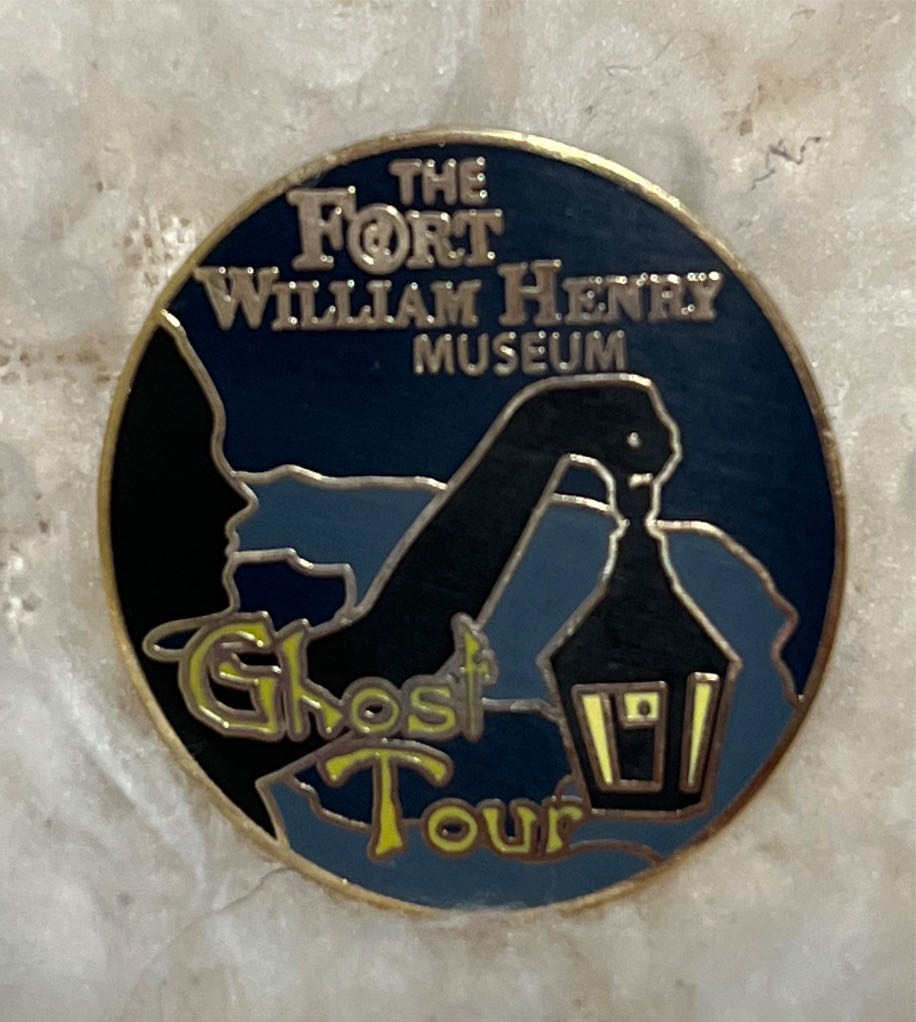 THE
F@RT
WILLIAM HENRY
MUSEUM
Ghost
Tour